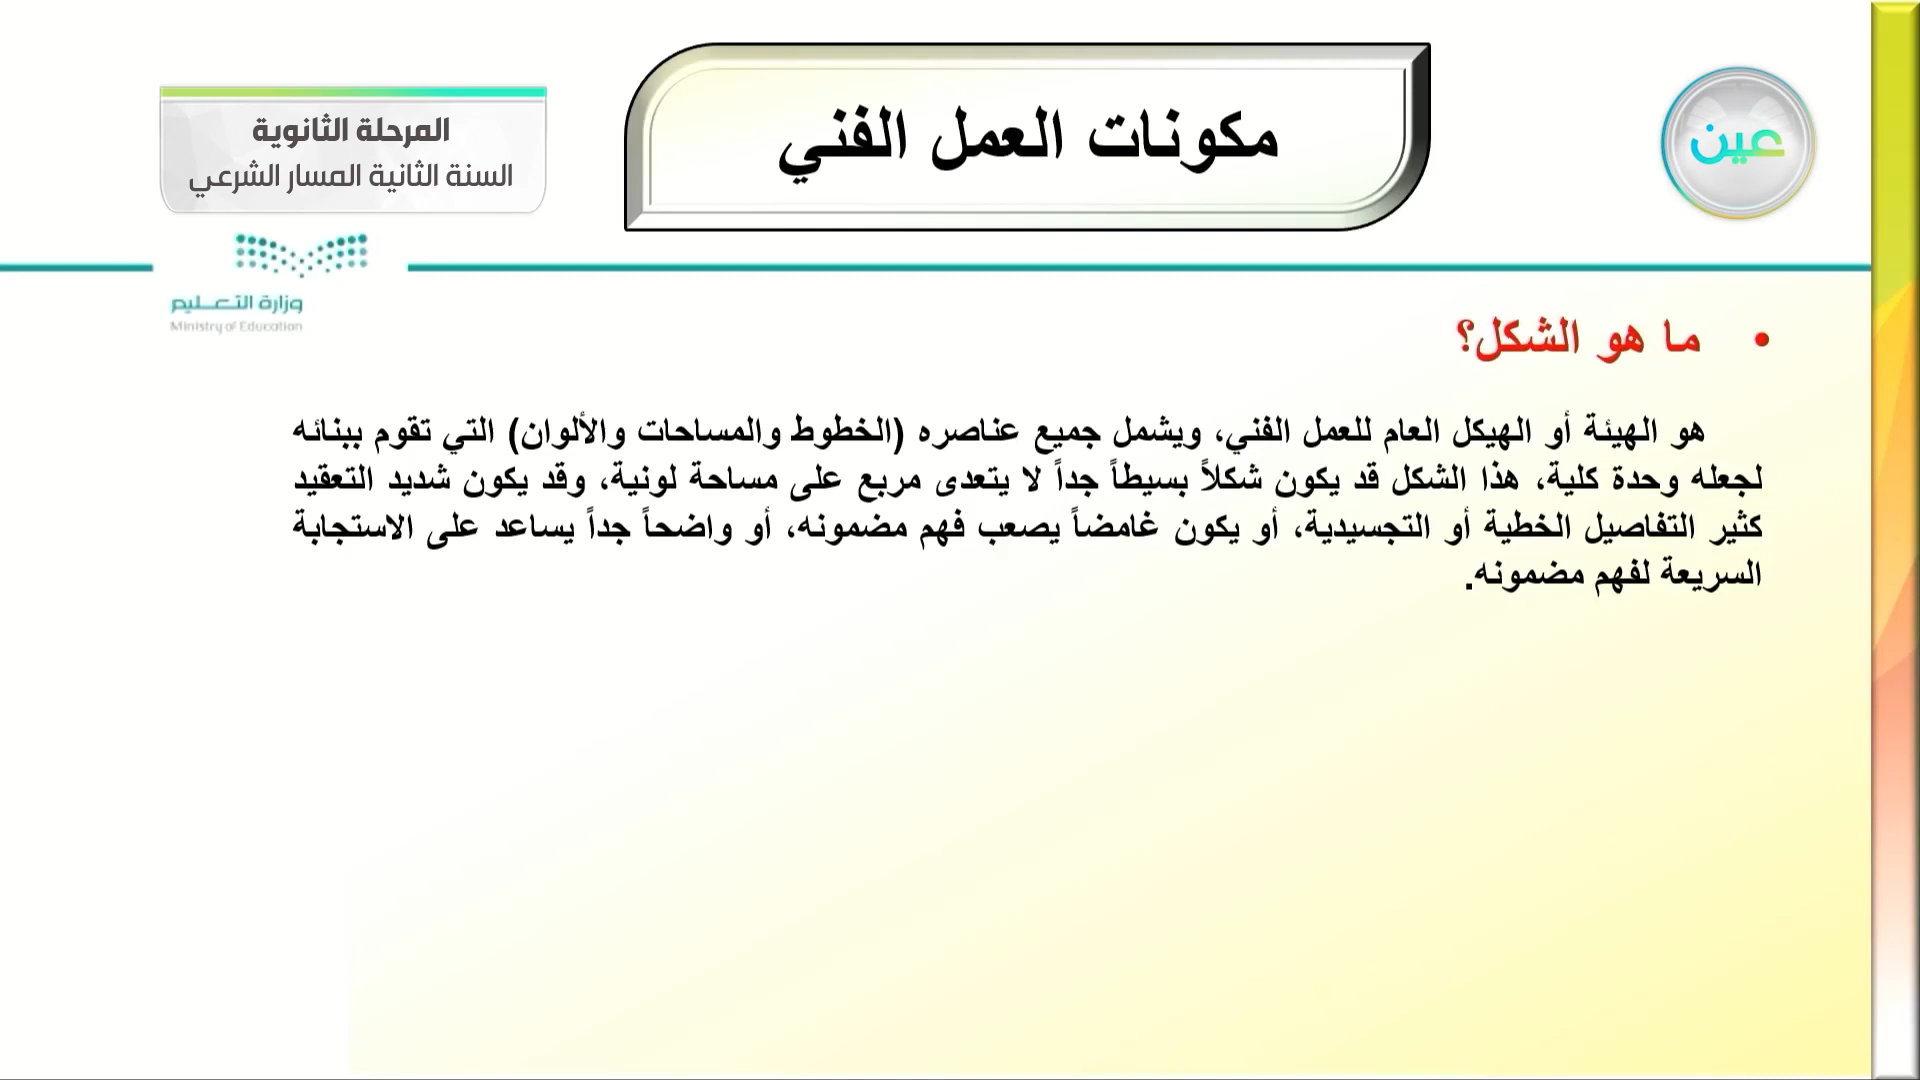 عين
مكونات العمل الفني
المرحلة الثانوية
السنة الثانية المسار الشرعي
وزارة التعـــليم
Ministry of Education
• ما هو الشكل؟
هو الهيئة أو الهيكل العام للعمل الفني، ويشمل جميع عناصره (الخطوط والمساحات والألوان) التي تقوم ببنائه
لجعله وحدة كلية، هذا الشكل قد يكون شكلاً بسيطاً جداً لا يتعدى مربع على مساحة لونية، وقد يكون شديد التعقيد
كثير التفاصيل الخطية أو التجسيدية، أو يكون غامضاً يصعب فهم مضمونه، أو واضحاً جداً يساعد على الاستجابة
السريعة لفهم مضمونه.